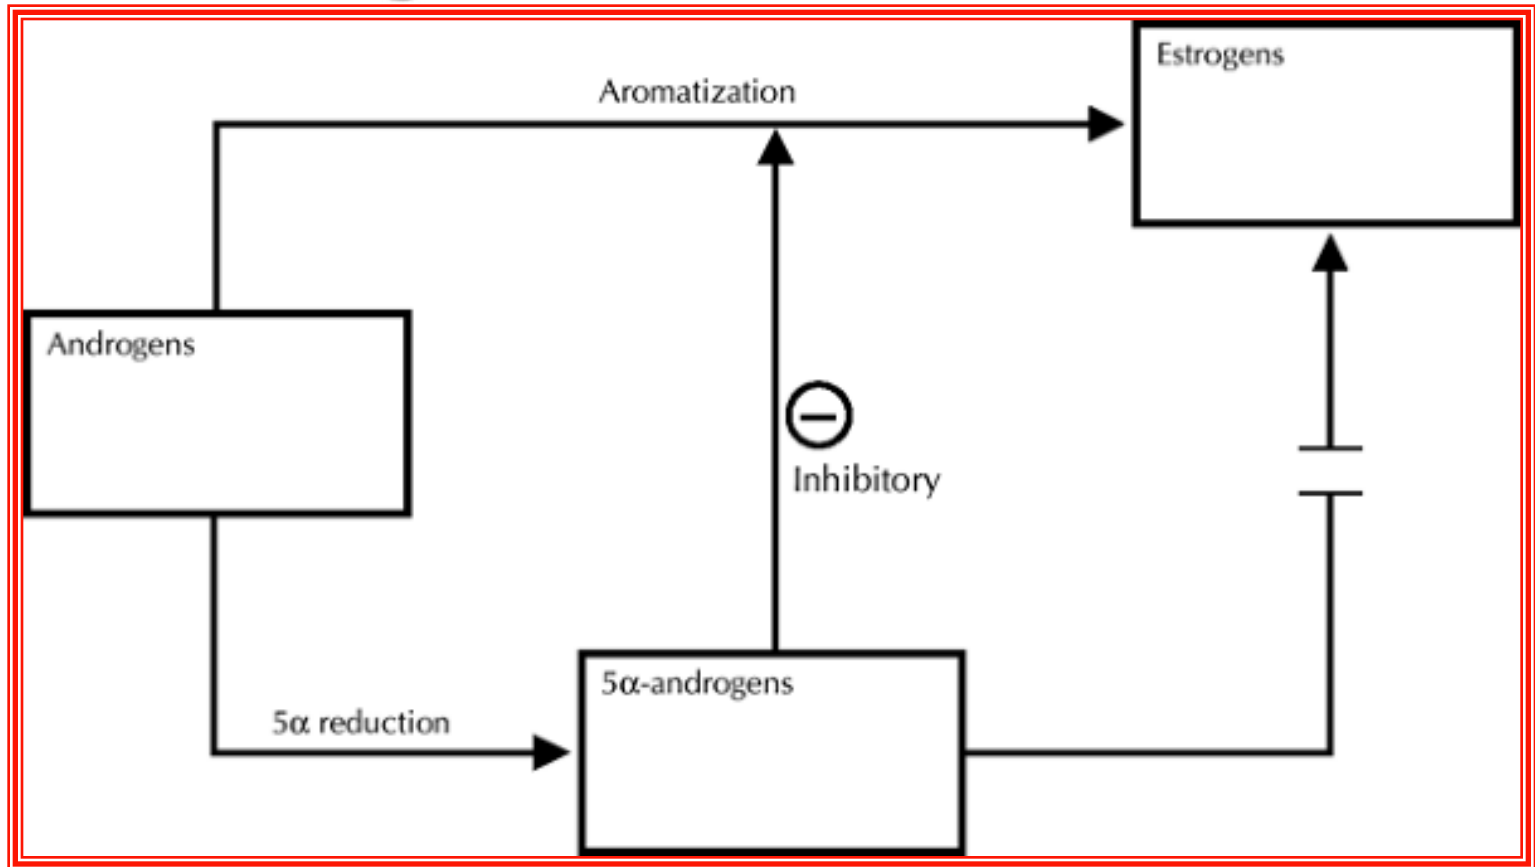 Estrogens
Aromatization
Androgens
Inhibitory
5α-androgens
5α reduction